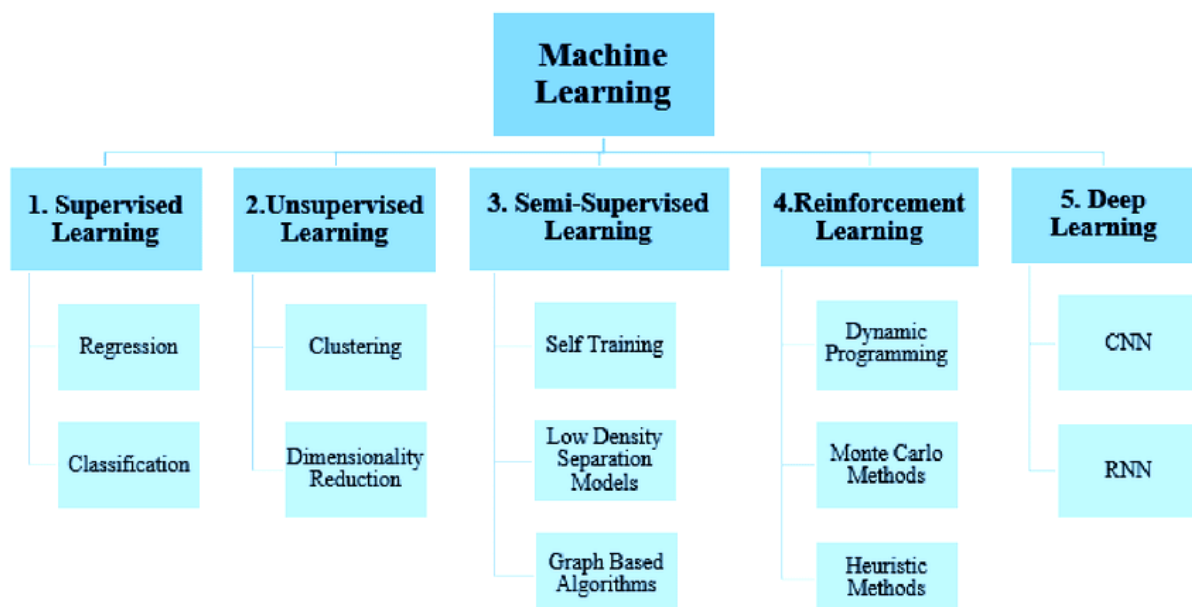 Machine
Learning
1. Supervised
Learning
2.Unsupervised
Learning
3. Semi-Supervised
Learning
4.Reinforcement
Learning
5. Deep
Learning
Regression
Classification
Clustering
Dimensionality
Reduction
Self Training
Low Density
Separation
Models
Graph Based
Algorithms
Dynamic
Programming
Monte Carlo
Methods
Heuristic
Methods
CNN
RNN